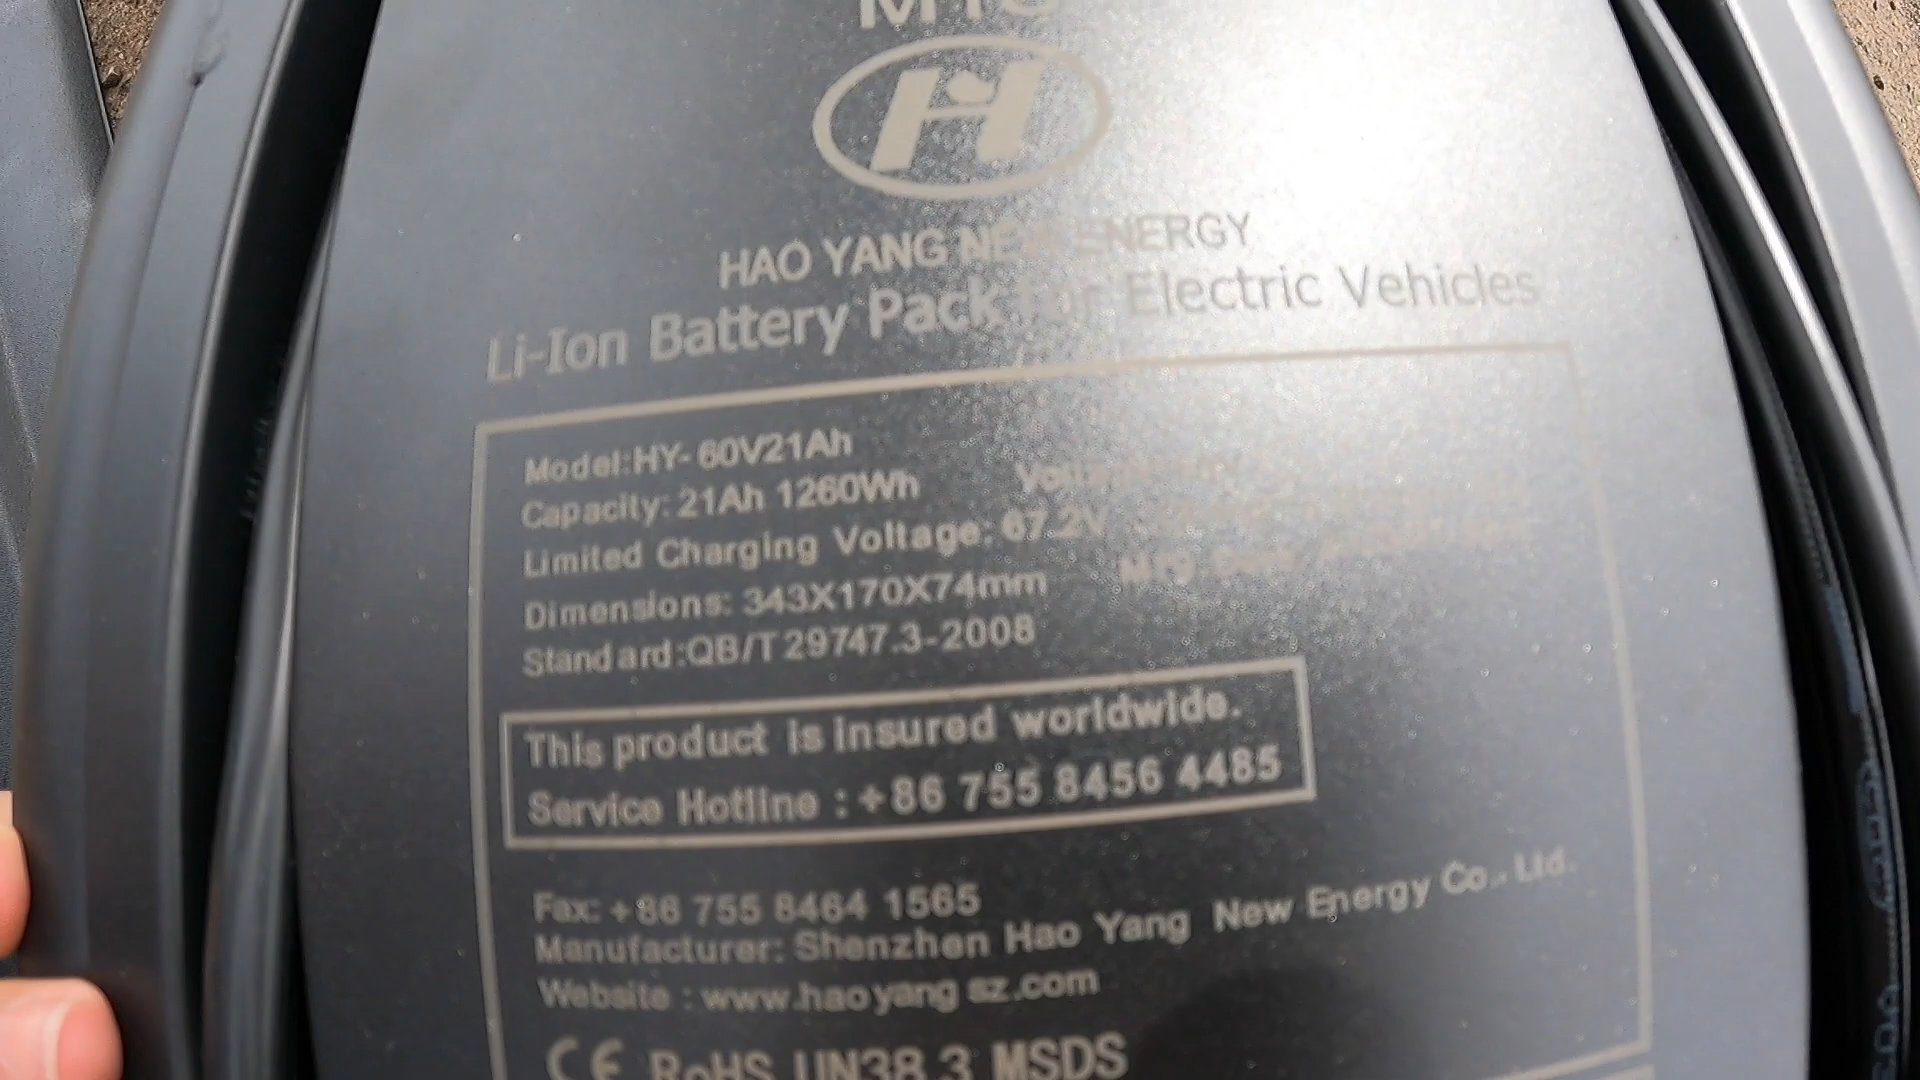 H
HAO YANG NEW ENERGY
Li-Ion Battery Pack for Electric Vehicles
Model:HY- 60V21Ah
Capacity: 21Ah 1260Wh
Limited Charging Voltage: 67.2V
Dimensions: 343X170X74mm
Standard:QB/T 29747.3-2008
This product is insured worldwide.
Service Hotline : +86 755 8456 4485
Fax: +86 755 8464 1565
Manufacturer: Shenzhen Hao Yang New Energy Co., Ltd.
Website : www.haoyangsz.com
CE RoHS UN38.3 MSDS